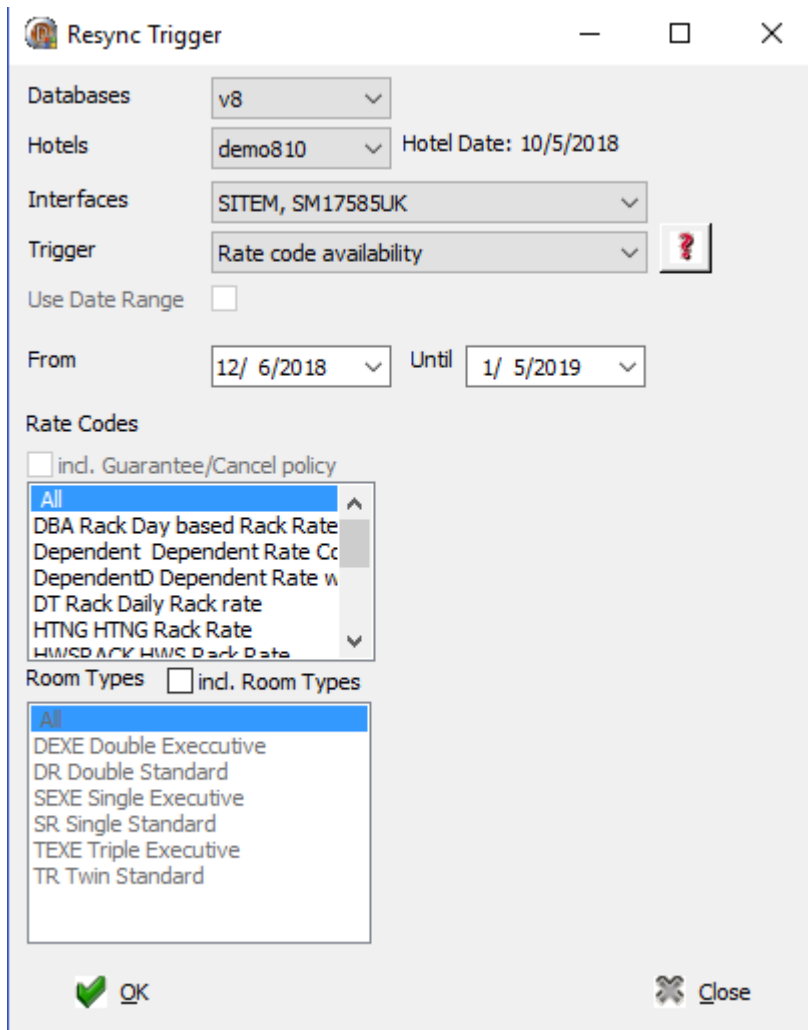 Resync Trigger
Databases v8
Hotels demo810 Hotel Date: 10/5/2018
Interfaces SITEM, SM17585UK
Trigger Rate code availability ?
Use Date Range
From 12/ 6/2018 Until 1/ 5/2019
Rate Codes
incl. Guarantee/Cancel policy
All
DBA Rack Day based Rack Rate
Dependent Dependent Rate Co
DependentD Dependent Rate w
DT Rack Daily Rack rate
HTNG HTNG Rack Rate
HWSRACK HWS Rack Rate
Room Types incl. Room Types
All
DEXE Double Execcutive
DR Double Standard
SEXE Single Executive
SR Single Standard
TEXE Triple Executive
TR Twin Standard
OK Close